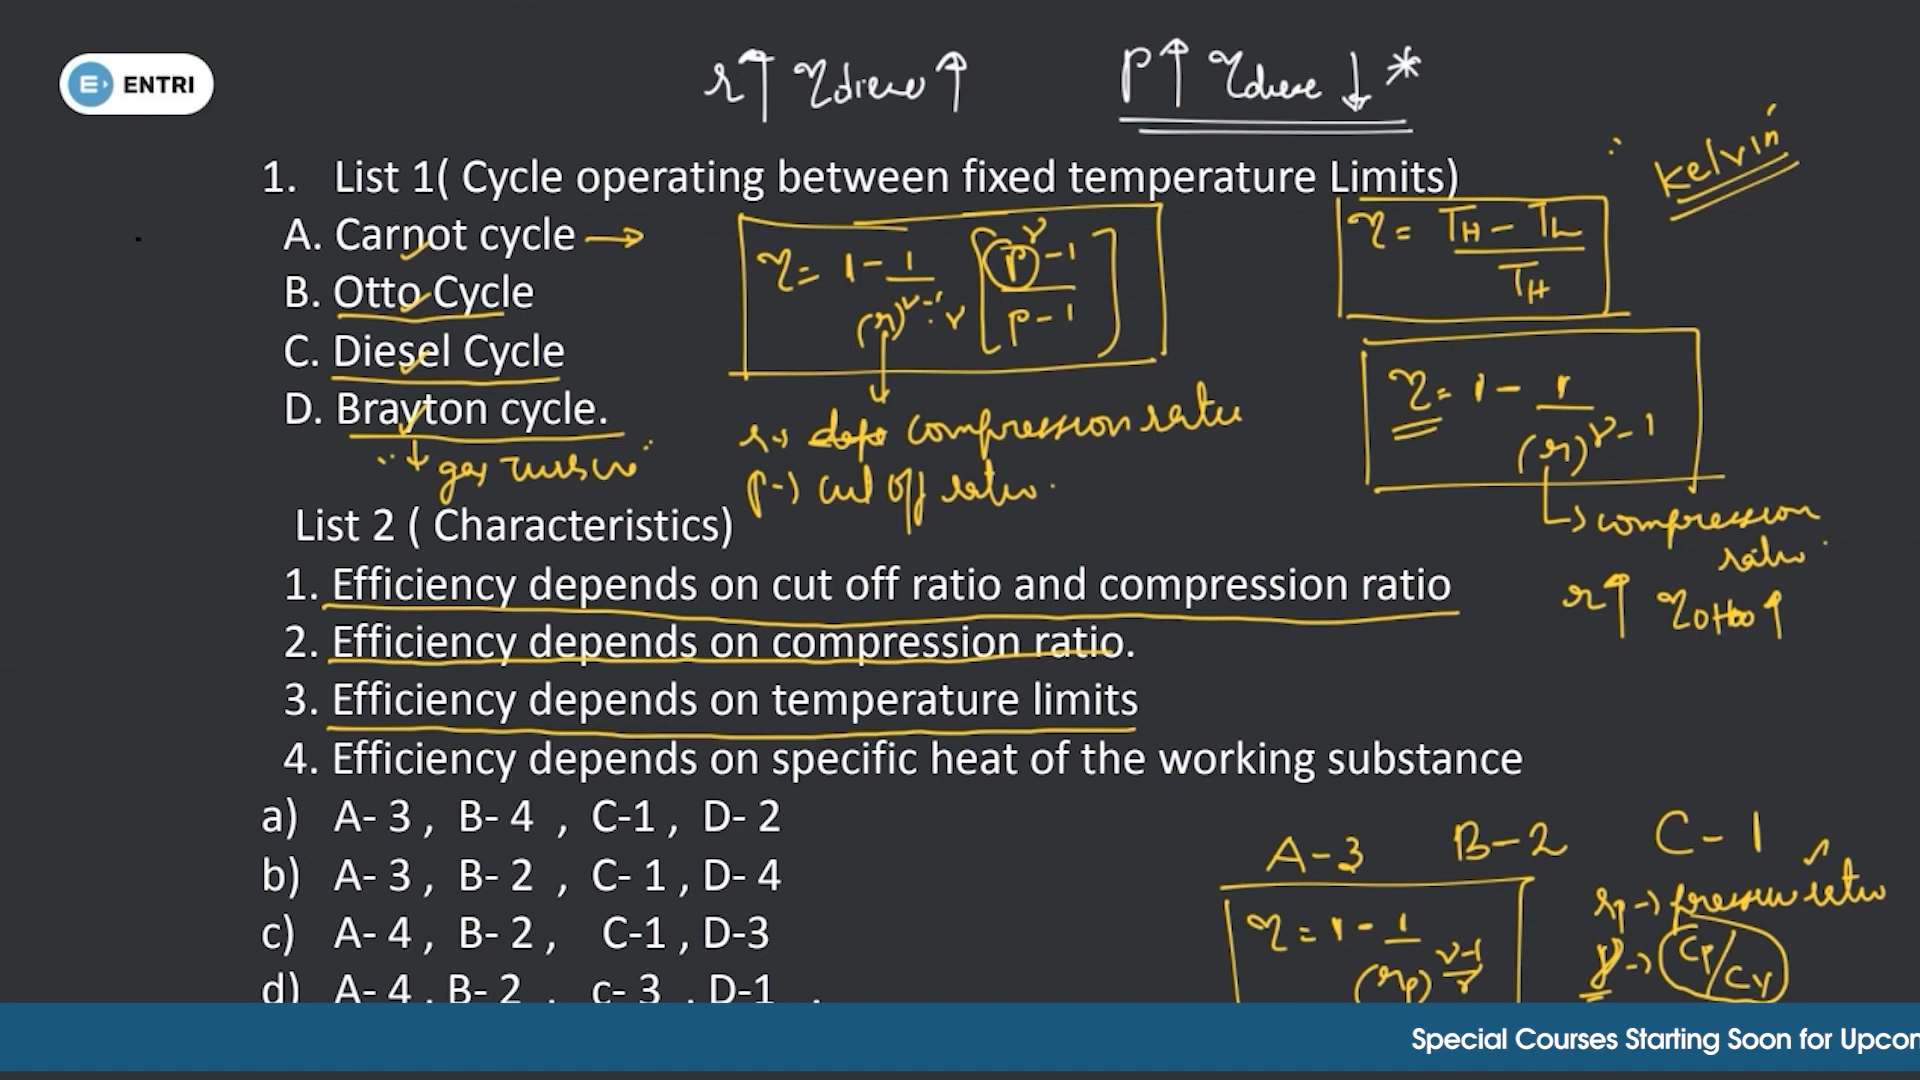 ENTRI
r↑ ηdiesel ↑ ρ↑ ηdiesel ↓ *
kelvin
1. List 1( Cycle operating between fixed temperature Limits)
A. Carnot cycle →
B. Otto Cycle
C. Diesel Cycle
D. Brayton cycle.
gas turbine
η = 1 - 1/(r)^γ-1 · γ [ρ^γ - 1 / ρ - 1]
η = TH - TL / TH
η = 1 - 1/(r)^γ-1
r → compression ratio
ρ → cut off ratio.
↳ compression
ratio
r↑ ηotto ↑
List 2 ( Characteristics)
1. Efficiency depends on cut off ratio and compression ratio
2. Efficiency depends on compression ratio.
3. Efficiency depends on temperature limits
4. Efficiency depends on specific heat of the working substance
a) A- 3 , B- 4 , C-1 , D- 2
b) A- 3 , B- 2 , C- 1 , D- 4
c) A- 4 , B- 2 , C-1 , D-3
d) A- 4 , B- 2 , c- 3 , D-1 .
A-3 B-2 C-1
η = 1 - 1/(rp)^γ-1/γ
rp → pressure ratio
γ → Cp/Cv
Special Courses Starting Soon for Upcor